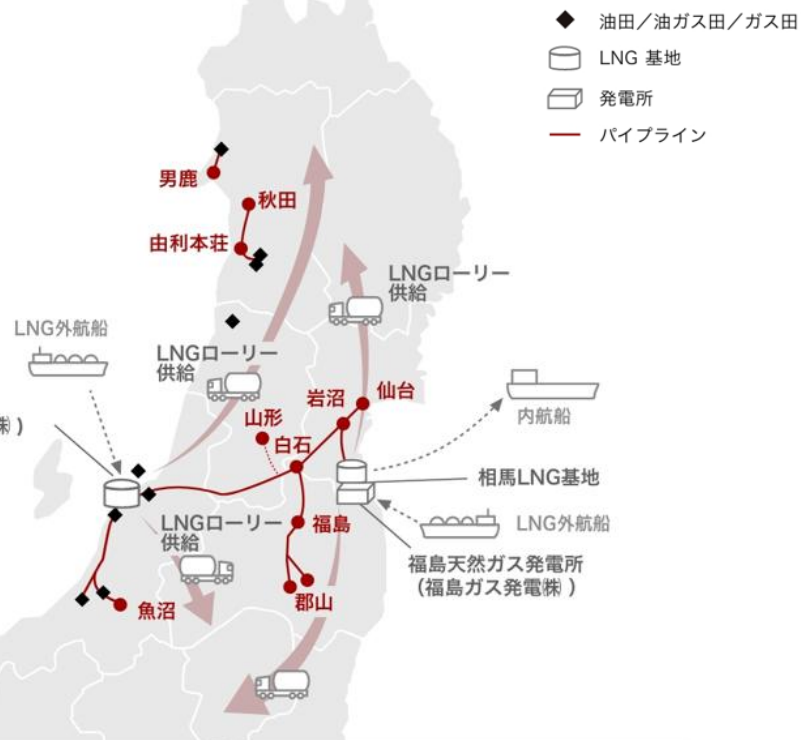 油田／油ガス田／ガス田
LNG 基地
発電所
パイプライン
男鹿
秋田
由利本荘
LNGローリー
供給
LNG外航船
LNGローリー
供給
仙台
岩沼
内航船
山形
㈱ )
白石
相馬LNG基地
LNGローリー
供給
福島
LNG外航船
福島天然ガス発電所
（福島ガス発電㈱ ）
郡山
魚沼